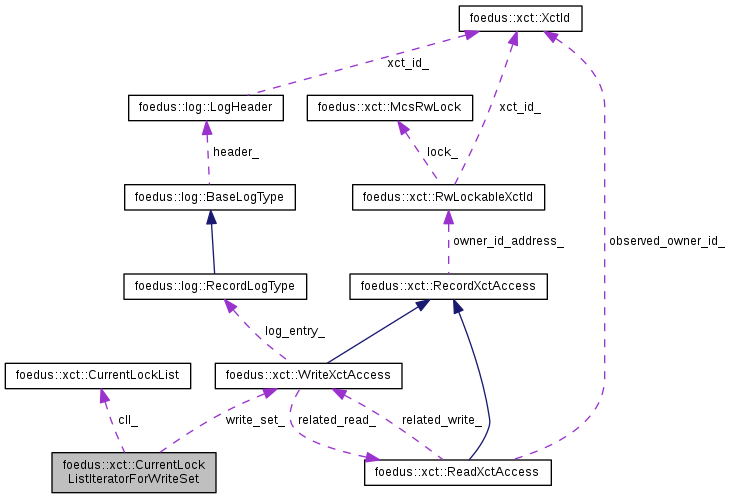 foedus::xct::XctId
xct_id_
foedus::log::LogHeader
foedus::xct::McsRwLock
xct_id_
header_
lock_
foedus::log::BaseLogType
foedus::xct::RwLockableXctId
owner_id_address_
observed_owner_id_
foedus::log::RecordLogType
foedus::xct::RecordXctAccess
log_entry_
foedus::xct::CurrentLockList
foedus::xct::WriteXctAccess
cll_
write_set_
related_read_
related_write_
foedus::xct::CurrentLock
ListIteratorForWriteSet
foedus::xct::ReadXctAccess